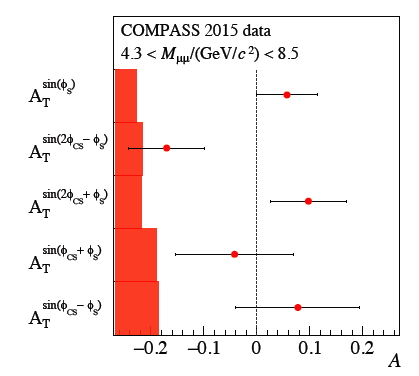 COMPASS 2015 data
4.3 < Mμμ/(GeV/c²) < 8.5
A_T^sin(ϕ_S)
A_T^sin(2ϕ_CS − ϕ_S)
A_T^sin(2ϕ_CS + ϕ_S)
A_T^sin(ϕ_CS + ϕ_S)
A_T^sin(ϕ_CS − ϕ_S)
−0.2 −0.1 0 0.1 0.2
A